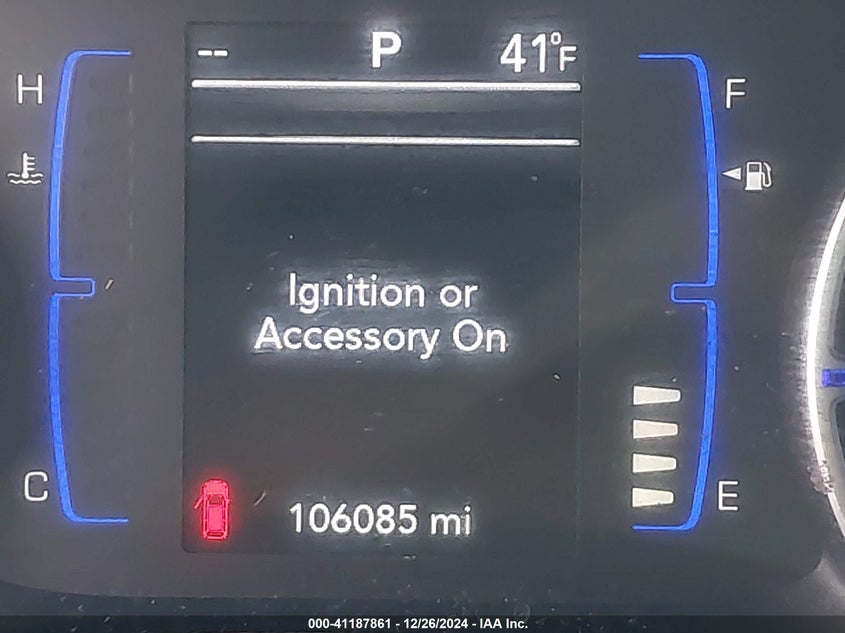 -- P 41°F
H F
Ignition or
Accessory On
C E
106085 mi
000-41187861 - 12/26/2024 - IAA Inc.